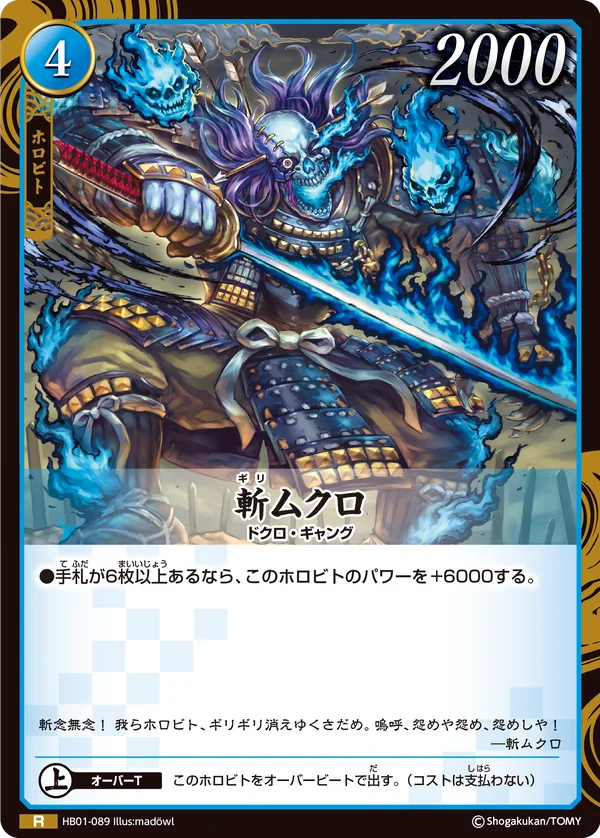 4
2000
ホロビト
ギリ
斬ムクロ
ドクロ・ギャング
てふだ まいいじょう
●手札が6枚以上あるなら、このホロビトのパワーを+6000する。
斬念無念! 我らホロビト、ギリギリ消えゆくさだめ。嗚呼、怨めや怨め、怨めしや!
—斬ムクロ
だ しはら
上 オーバーT このホロビトをオーバービートで出す。(コストは支払わない)
R HB01-089 Illus:madöwl ©Shogakukan/TOMY